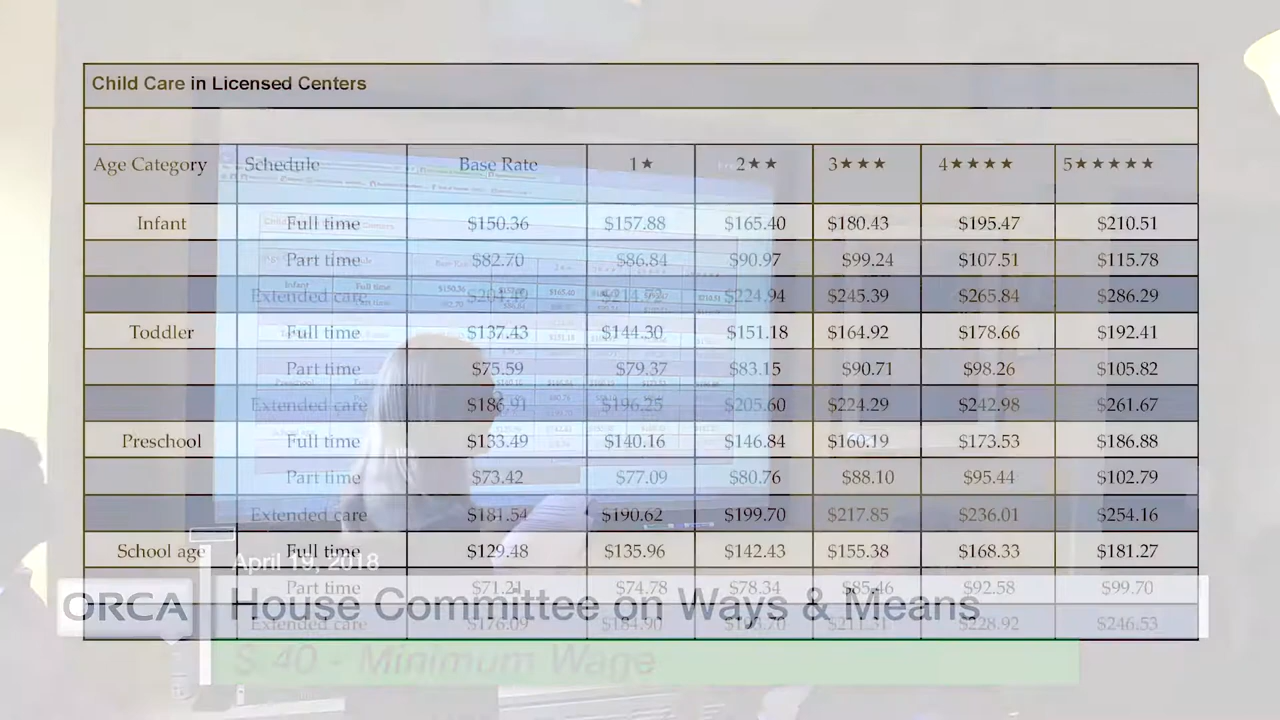 Child Care in Licensed Centers
Age Category Schedule Base Rate 1★ 2★★ 3★★★ 4★★★★ 5★★★★★
Infant Full time $150.36 $157.88 $165.40 $180.43 $195.47 $210.51
Part time $82.70 $86.84 $90.97 $99.24 $107.51 $115.78
Extended care $224.94 $245.39 $265.84 $286.29
Toddler Full time $137.43 $144.30 $151.18 $164.92 $178.66 $192.41
Part time $75.59 $79.37 $83.15 $90.71 $98.26 $105.82
Extended care $186.91 $196.25 $205.60 $224.29 $242.98 $261.67
Preschool Full time $133.49 $140.16 $146.84 $160.19 $173.53 $186.88
Part time $73.42 $77.09 $80.76 $88.10 $95.44 $102.79
Extended care $181.54 $190.62 $199.70 $217.85 $236.01 $254.16
School age Full time $129.48 $135.96 $142.43 $155.38 $168.33 $181.27
April 19, 2018
Part time $71.21 $74.78 $78.34 $85.46 $92.58 $99.70
ORCA House Committee on Ways & Means
Extended care $176.09 $184.90 $211.31 $228.92 $246.53
S.40 - Minimum Wage